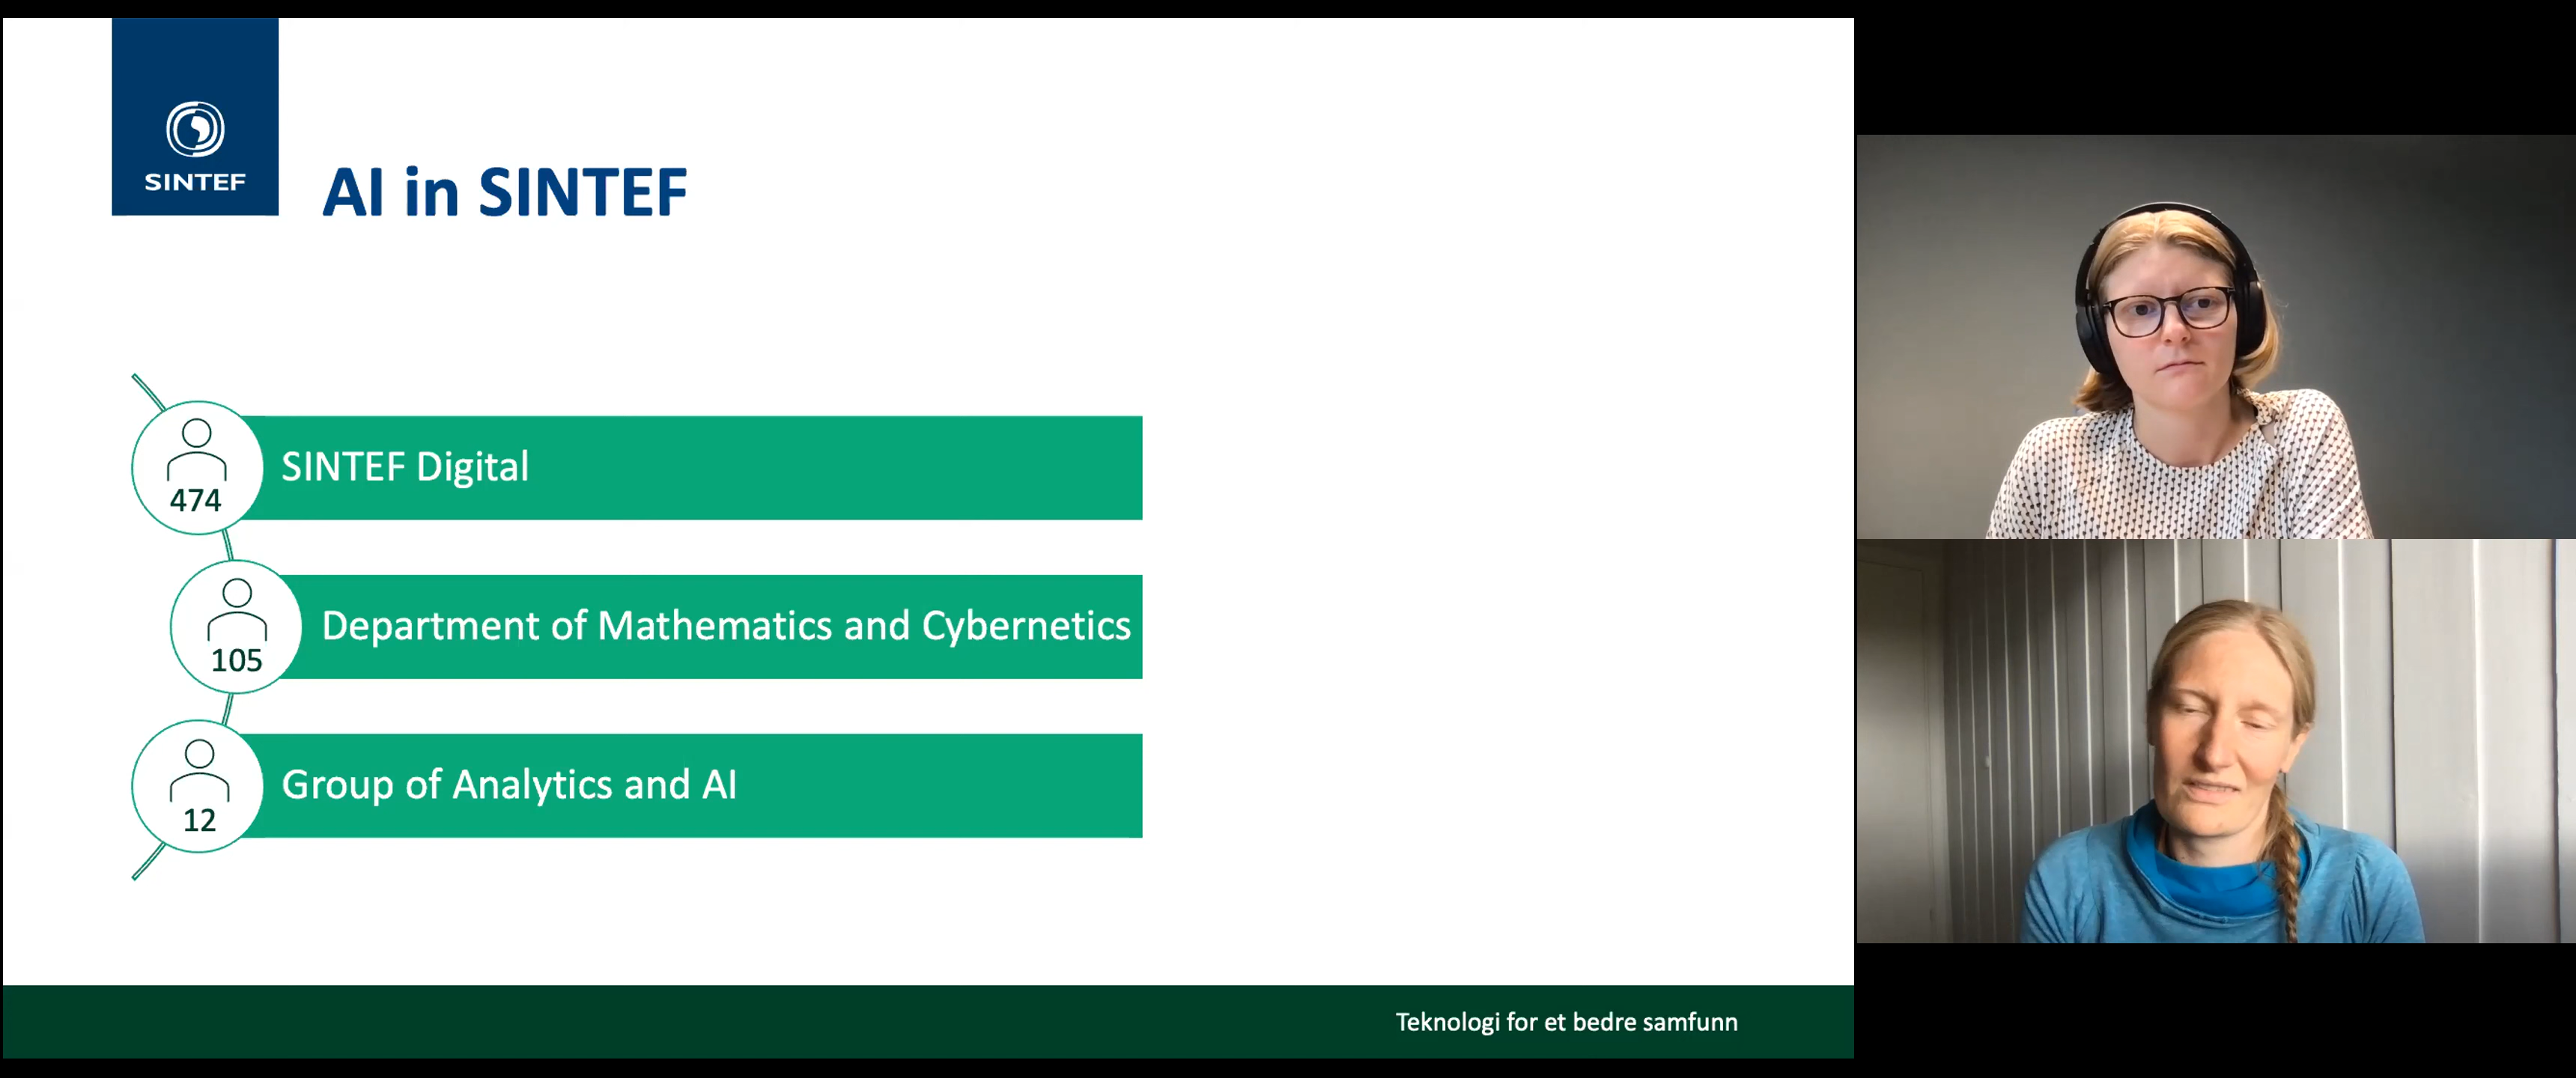 SINTEF
AI in SINTEF
474
SINTEF Digital
105
Department of Mathematics and Cybernetics
12
Group of Analytics and AI
Teknologi for et bedre samfunn